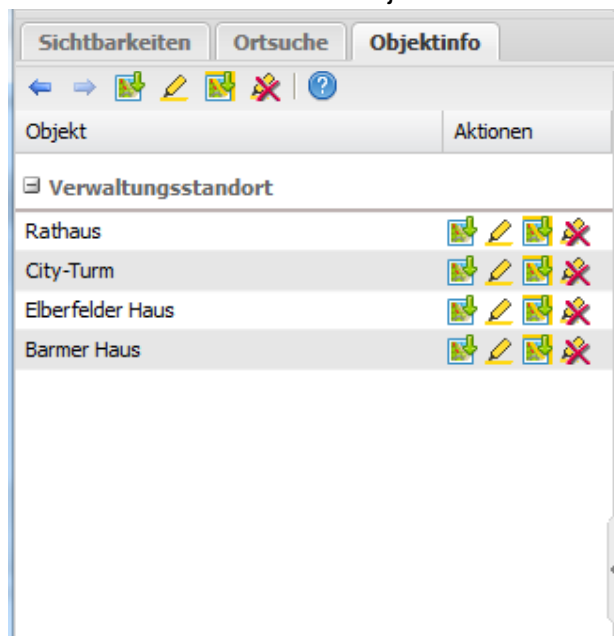 Sichtbarkeiten Ortsuche Objektinfo
Objekt Aktionen
Verwaltungsstandort
Rathaus
City-Turm
Elberfelder Haus
Barmer Haus